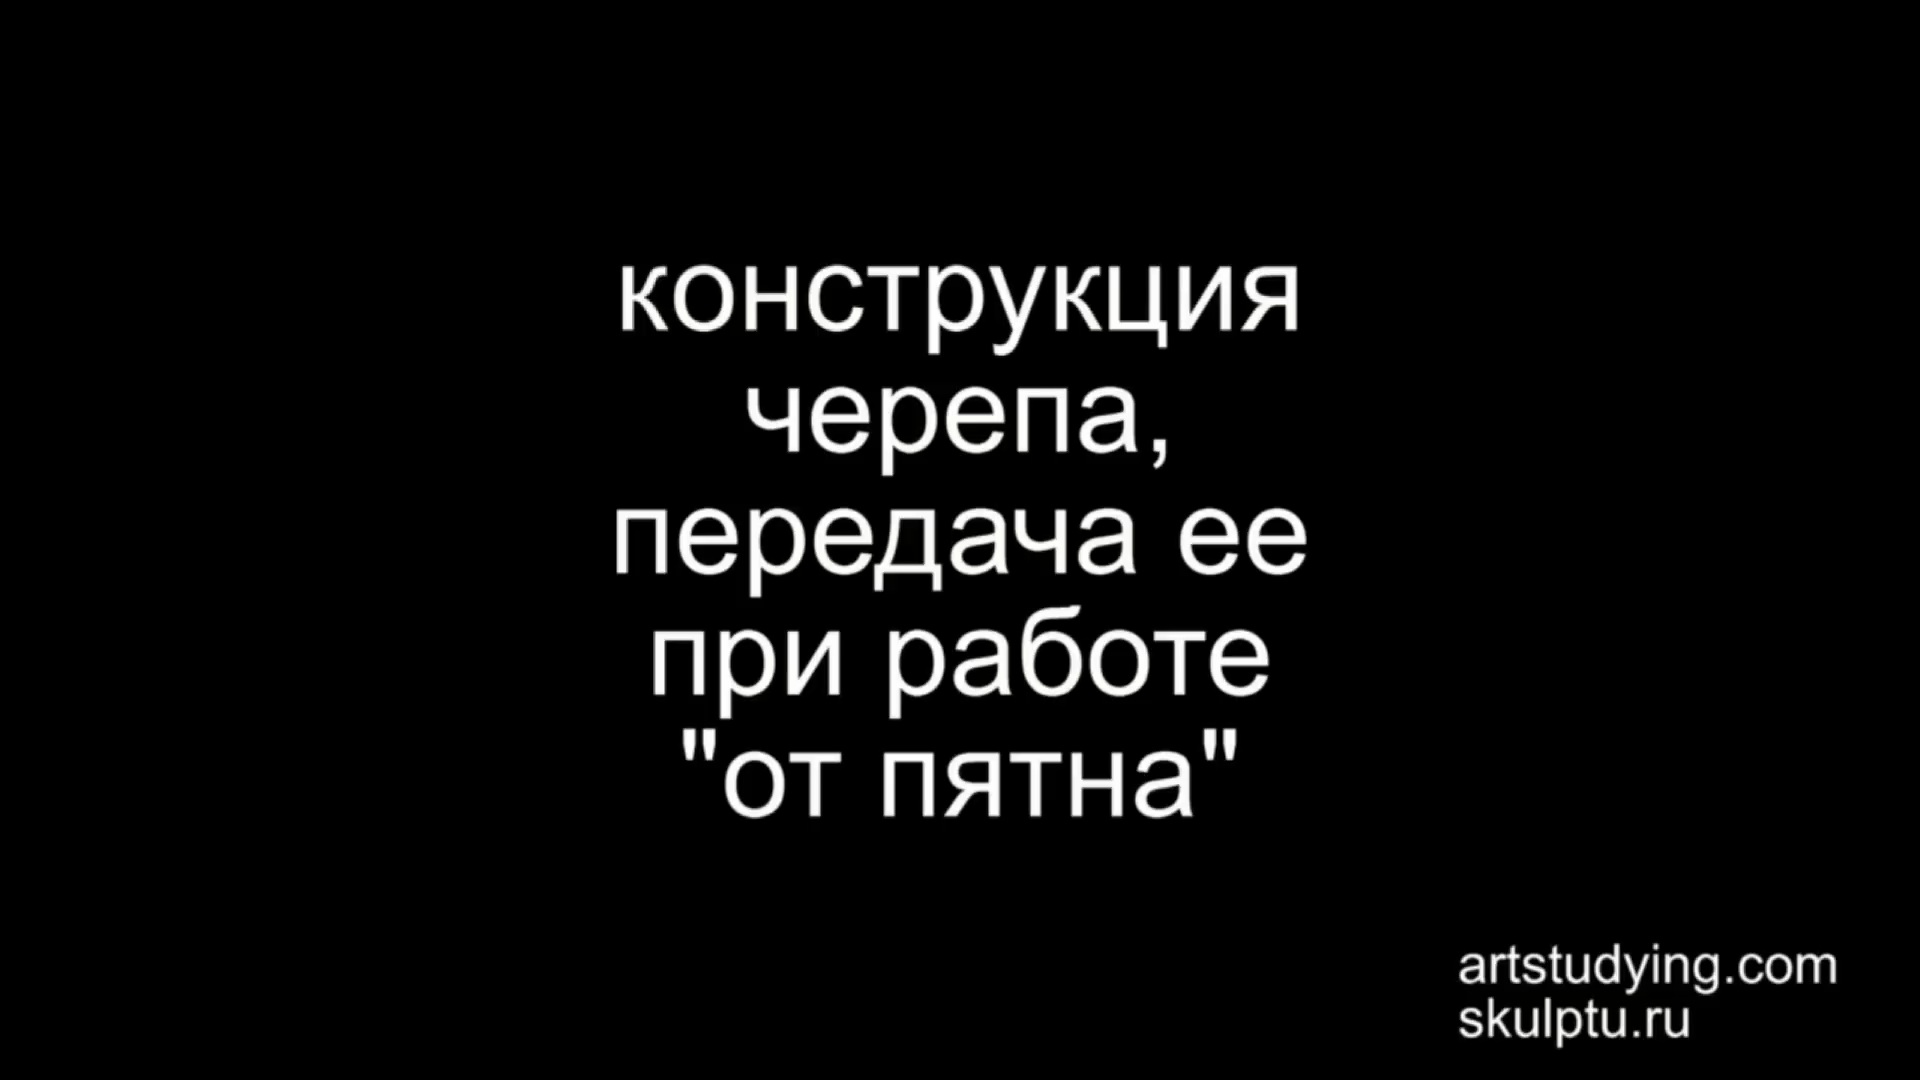 конструкция
черепа,
передача ее
при работе
"от пятна"
artstudying.com
skulptu.ru